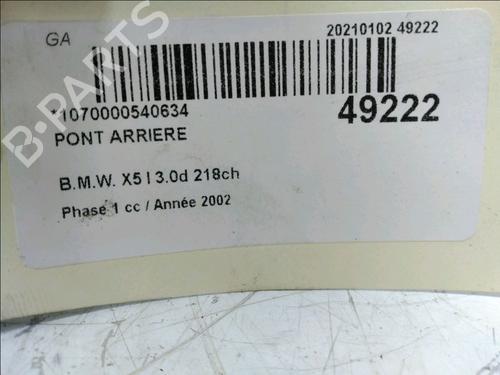 GA
20210102 49222
1070000540634
49222
PONT ARRIERE
B.M.W. X5 I 3.0d 218ch
Phase 1 cc / Année 2002
B-PARTS